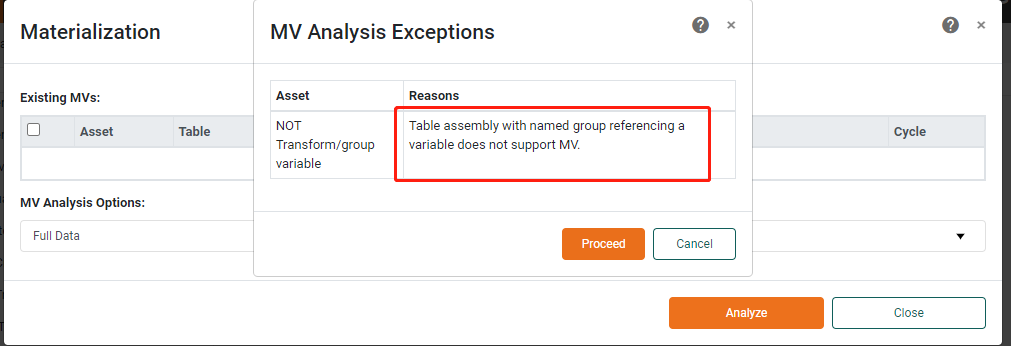 Materialization
MV Analysis Exceptions
Existing MVs:
Asset
Reasons
Asset
Table
Cycle
NOT
Transform/group
variable
Table assembly with named group referencing a
variable does not support MV.
MV Analysis Options:
Full Data
Proceed
Cancel
Analyze
Close